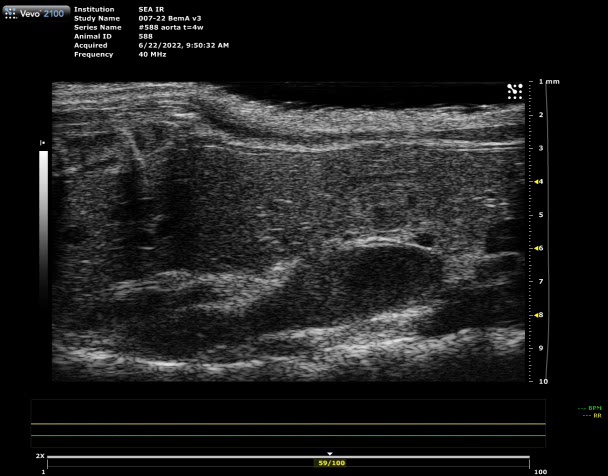 Vevo 2100
Institution SEA IR
Study Name 007-22 BemA v3
Series Name #588 aorta t=4w
Animal ID 588
Acquired 6/22/2022, 9:50:32 AM
Frequency 40 MHz
1 mm
2
3
4
5
6
7
8
9
10
--- BPM
--- RR
2X
59/100
1 100